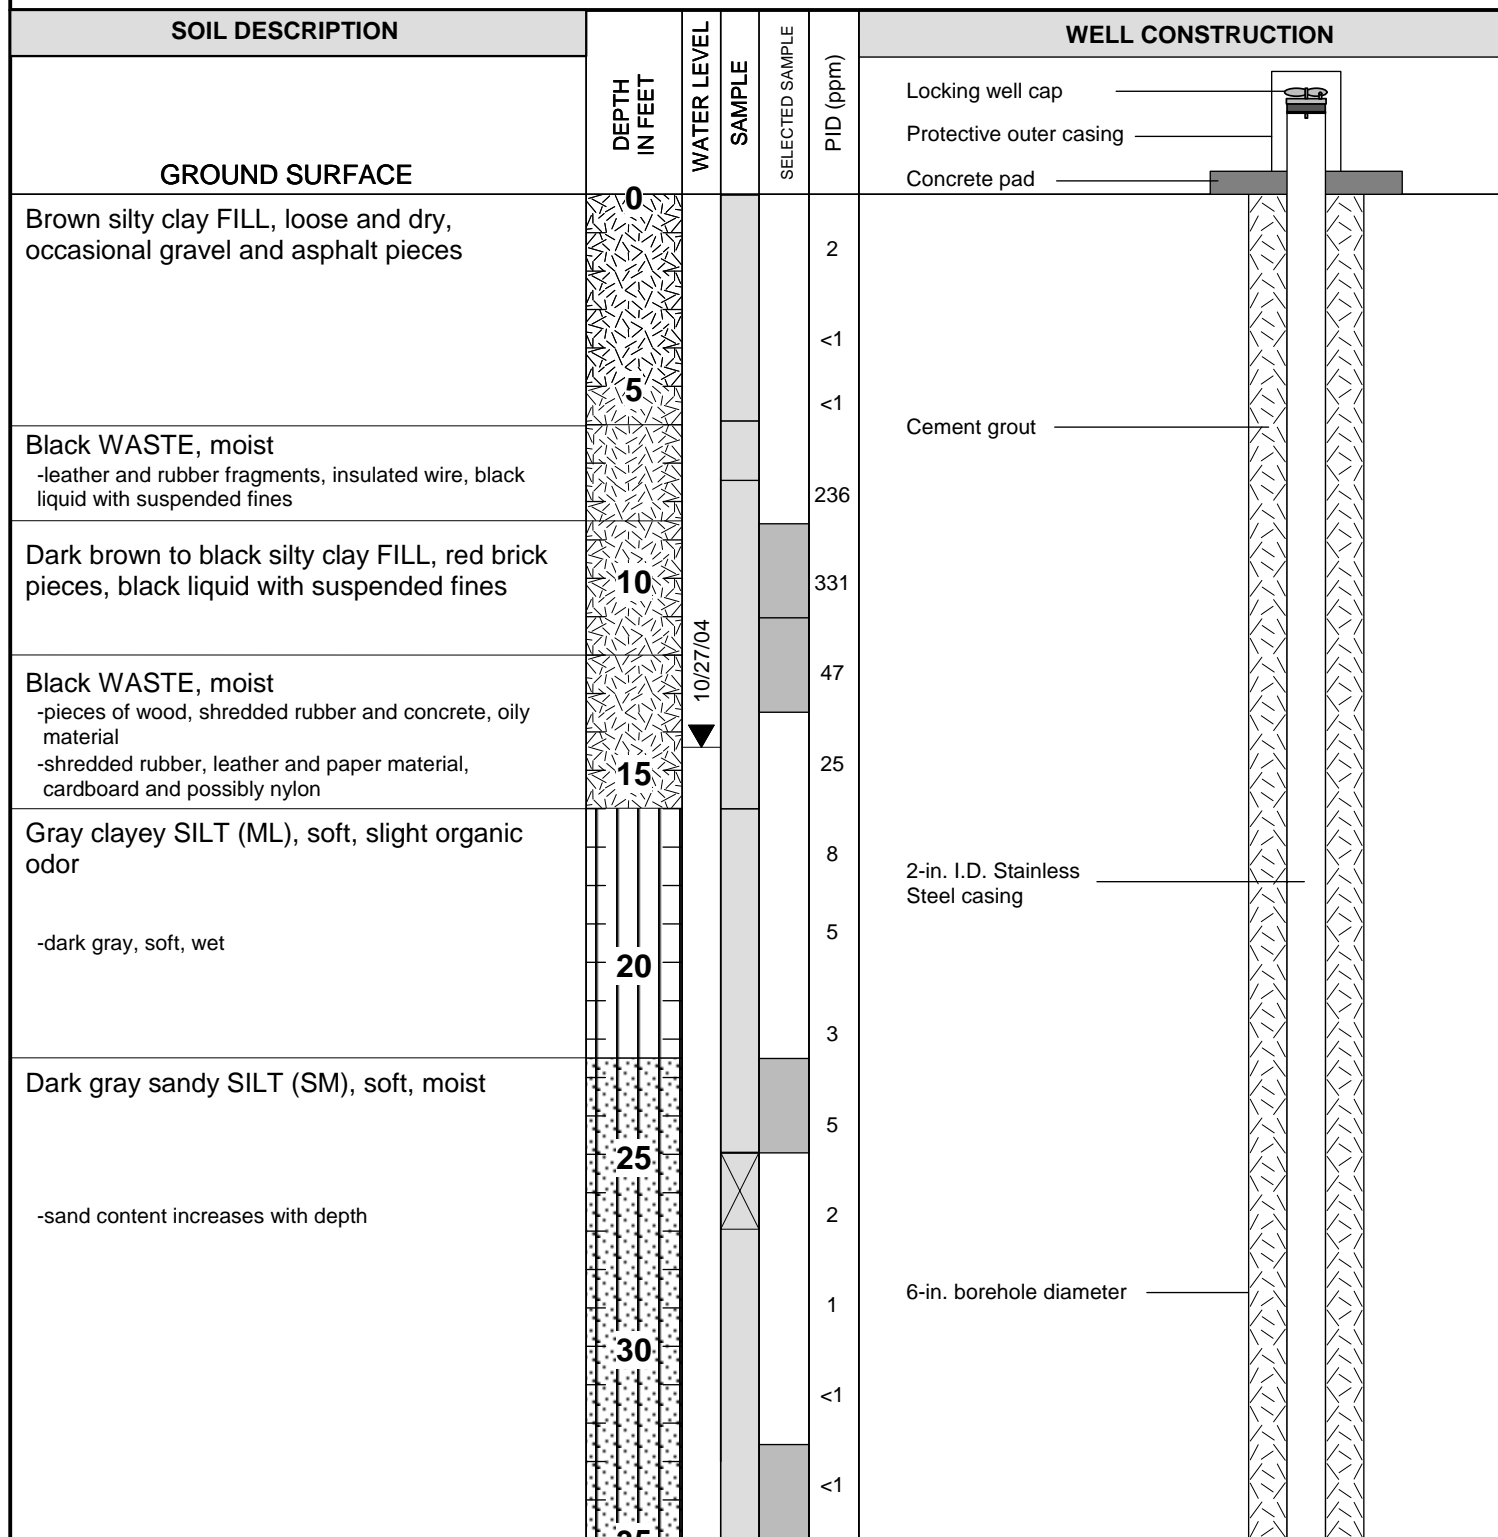 SOIL DESCRIPTION
DEPTH
IN FEET
WATER LEVEL
SAMPLE
SELECTED SAMPLE
PID (ppm)
WELL CONSTRUCTION
GROUND SURFACE
Locking well cap
Protective outer casing
Concrete pad
0
Brown silty clay FILL, loose and dry,
occasional gravel and asphalt pieces
2
<1
5
<1
Cement grout
Black WASTE, moist
-leather and rubber fragments, insulated wire, black
liquid with suspended fines
236
Dark brown to black silty clay FILL, red brick
pieces, black liquid with suspended fines
10
331
10/27/04
47
Black WASTE, moist
-pieces of wood, shredded rubber and concrete, oily
material
-shredded rubber, leather and paper material,
cardboard and possibly nylon
15
25
Gray clayey SILT (ML), soft, slight organic
odor
8
2-in. I.D. Stainless
Steel casing
-dark gray, soft, wet
5
20
3
Dark gray sandy SILT (SM), soft, moist
5
25
-sand content increases with depth
2
6-in. borehole diameter
1
30
<1
<1
35